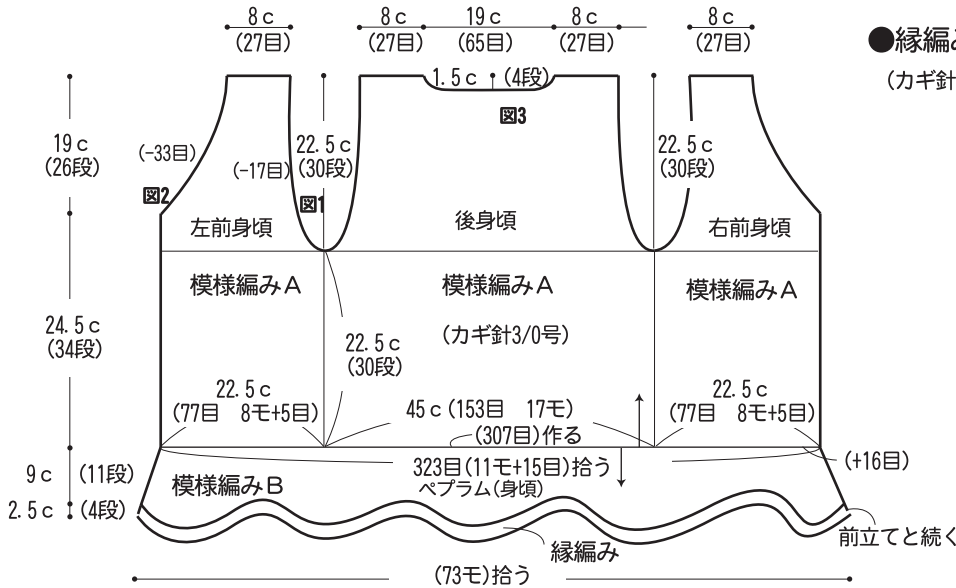 8c
(27目)
8c
(27目)
19c
(65目)
8c
(27目)
8c
(27目)
●縁編み
(カギ針
1.5c (4段)
図3
19c
(26段)
(-33目)
図2
(-17目)
図1
22.5c
(30段)
22.5c
(30段)
左前身頃
後身頃
右前身頃
模様編みA
模様編みA
模様編みA
(カギ針3/0号)
24.5c
(34段)
22.5c
(30段)
22.5c
(77目 8モ+5目)
45c(153目 17モ)
22.5c
(77目 8モ+5目)
(307目)作る
323目(11モ+15目)拾う
(+16目)
ペプラム(身頃)
9c (11段)
模様編みB
2.5c (4段)
縁編み
前立てと続く
(73モ)拾う